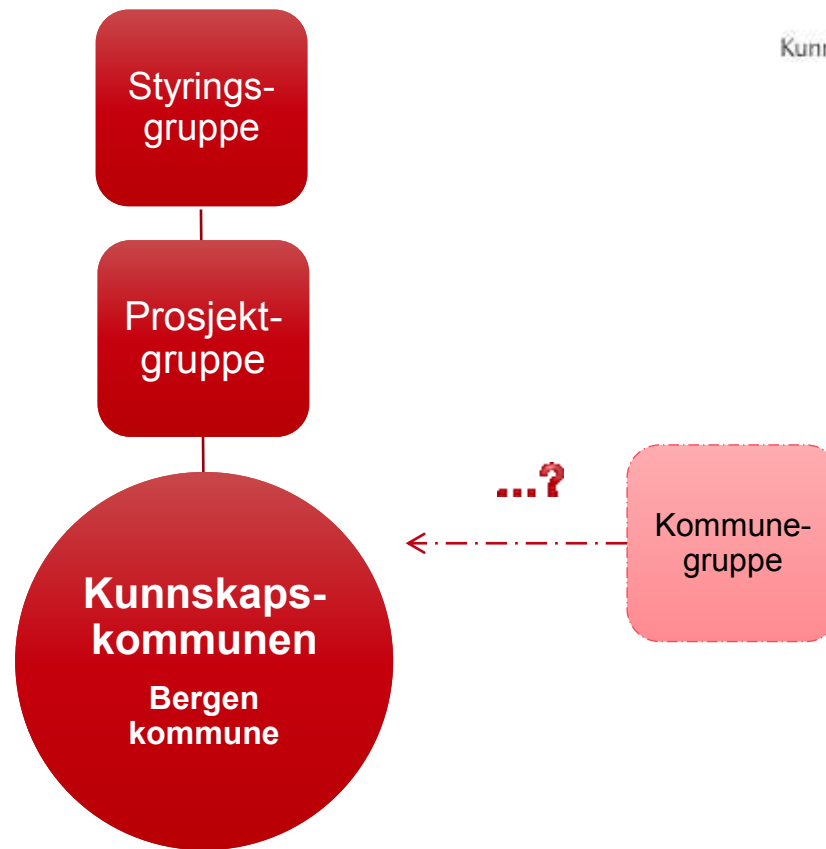 Styrings-
gruppe
Prosjekt-
gruppe
...?
Kommune-
gruppe
Kunnskaps-
kommunen
Bergen
kommune